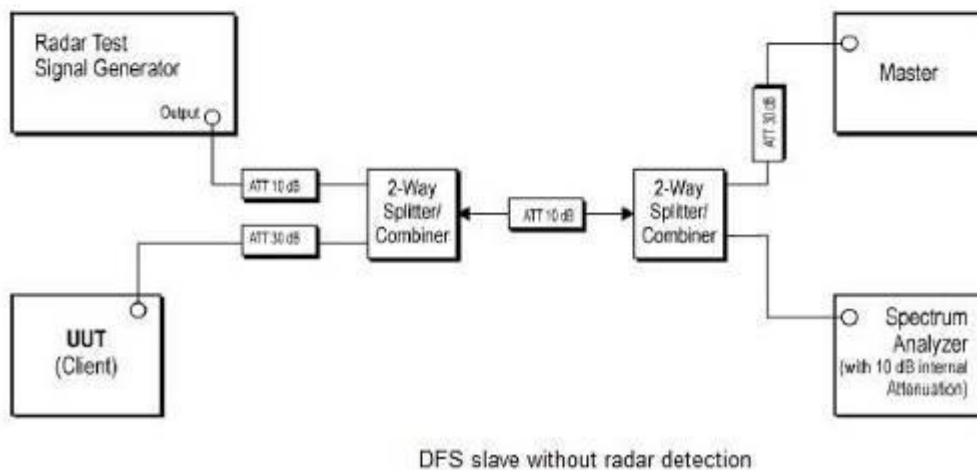 Radar Test
Signal Generator
Output
Master
ATT 30 dB
ATT 10 dB
2-Way
Splitter/
Combiner
ATT 10 dB
2-Way
Splitter/
Combiner
ATT 30 dB
UUT
(Client)
Spectrum
Analyzer
(with 10 dB internal
Attenuation)
DFS slave without radar detection